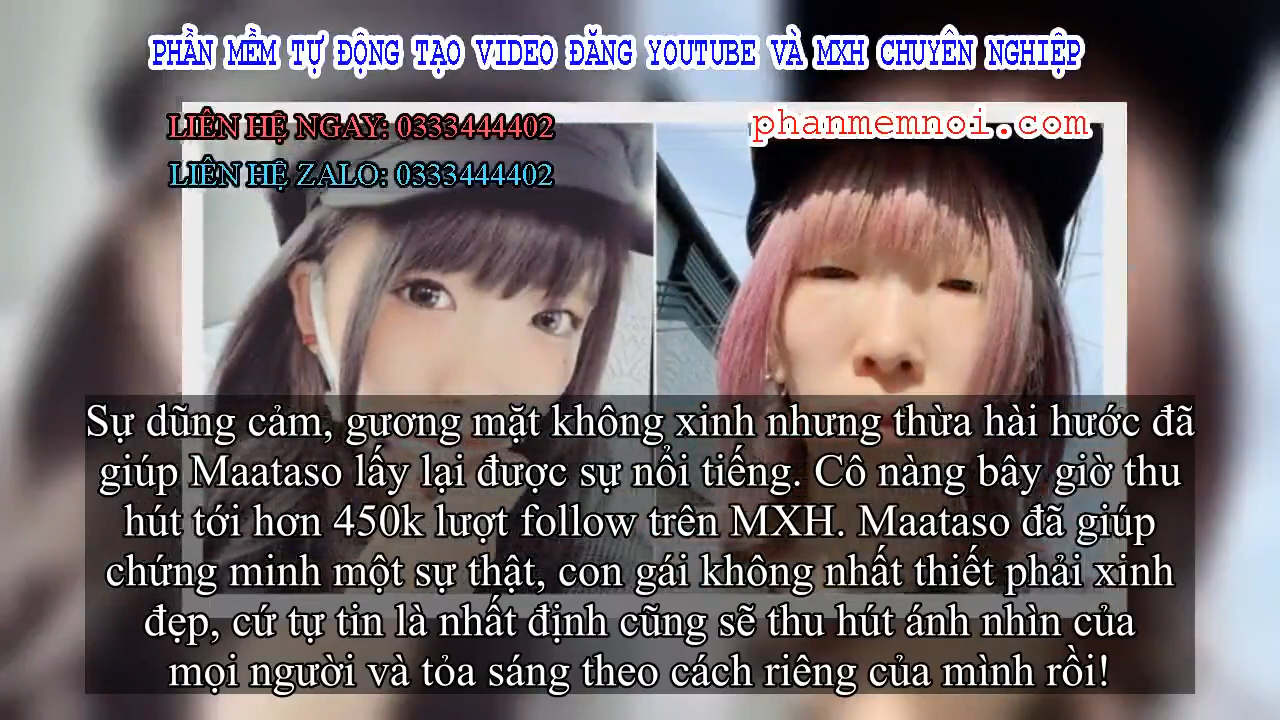 PHẦN MỀM TỰ ĐỘNG TẠO VIDEO ĐĂNG YOUTUBE VÀ MXH CHUYÊN NGHIỆP
LIÊN HỆ NGAY: 0333444402
phanmemnoi.com
LIÊN HỆ ZALO: 0333444402
Sự dũng cảm, gương mặt không xinh nhưng thừa hài hước đã
giúp Maataso lấy lại được sự nổi tiếng. Cô nàng bây giờ thu
hút tới hơn 450k lượt follow trên MXH. Maataso đã giúp
chứng minh một sự thật, con gái không nhất thiết phải xinh
đẹp, cứ tự tin là nhất định cũng sẽ thu hút ánh nhìn của
mọi người và tỏa sáng theo cách riêng của mình rồi!